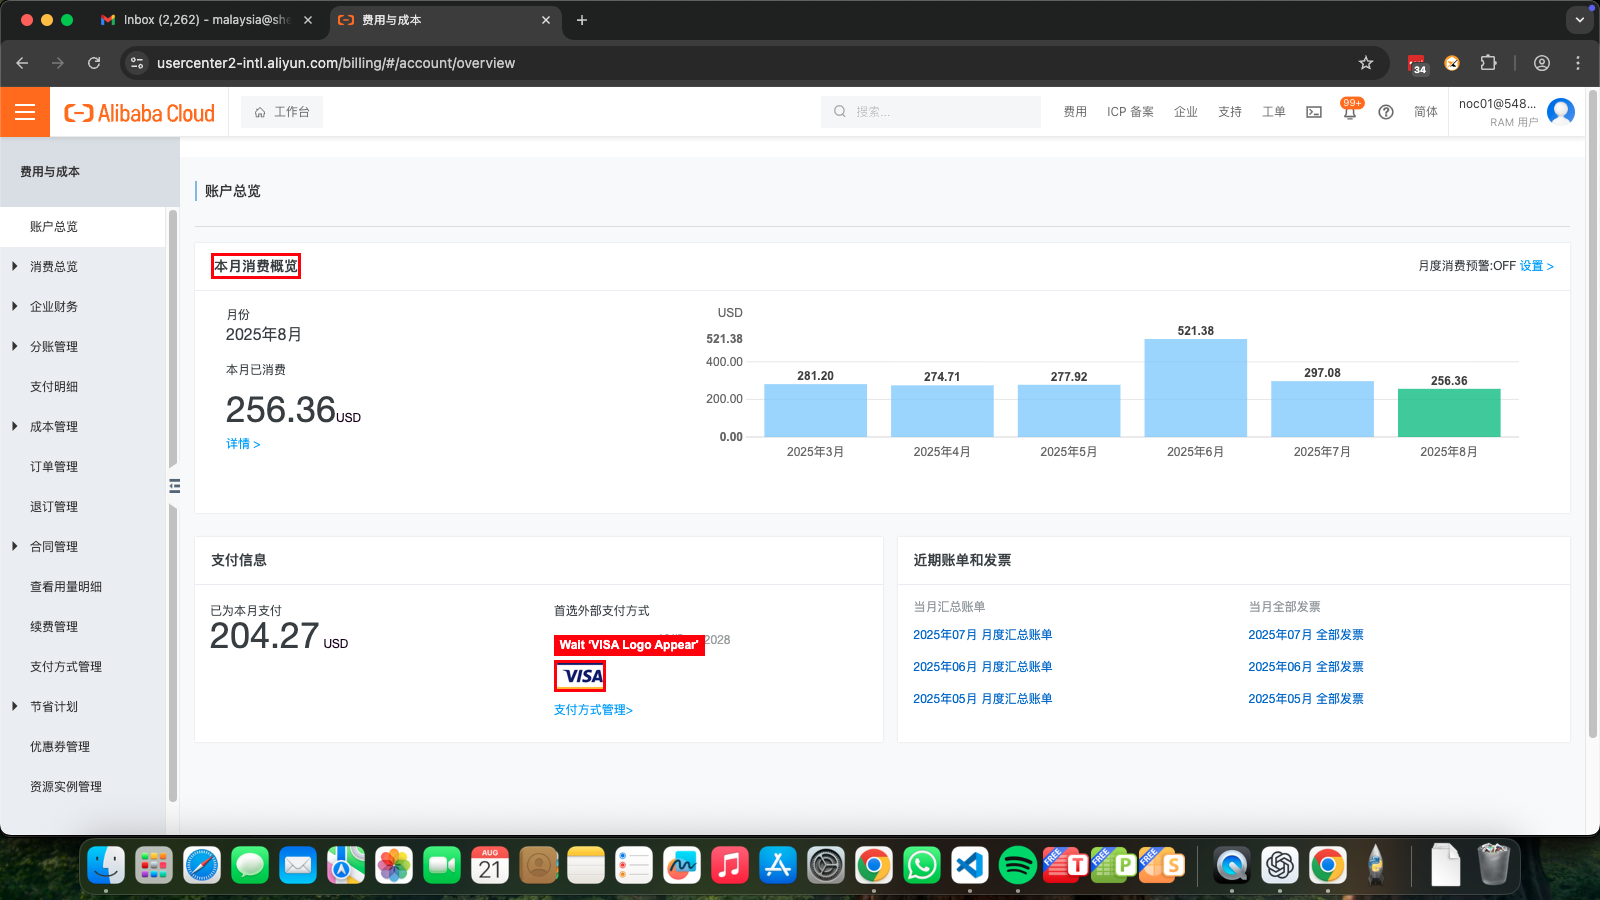 Inbox (2,262) - malaysia@she
费用与成本
usercenter2-intl.aliyun.com/billing/#/account/overview
34
Alibaba Cloud
工作台
搜索...
费用
ICP 备案
企业
支持
工单
99+
简体
noc01@548...
RAM 用户
费用与成本
账户总览
消费总览
企业财务
分账管理
支付明细
成本管理
订单管理
退订管理
合同管理
查看用量明细
续费管理
支付方式管理
节省计划
优惠券管理
资源实例管理
账户总览
本月消费概览
月度消费预警:OFF 设置 >
月份
2025年8月
本月已消费
256.36USD
详情 >
USD
521.38
400.00
200.00
0.00
281.20
274.71
277.92
521.38
297.08
256.36
2025年3月
2025年4月
2025年5月
2025年6月
2025年7月
2025年8月
支付信息
已为本月支付
204.27 USD
首选外部支付方式
2028
Wait 'VISA Logo Appear'
VISA
支付方式管理>
近期账单和发票
当月汇总账单
当月全部发票
2025年07月 月度汇总账单
2025年07月 全部发票
2025年06月 月度汇总账单
2025年06月 全部发票
2025年05月 月度汇总账单
2025年05月 全部发票
AUG
21
FREE
T
FREE
P
FREE
S